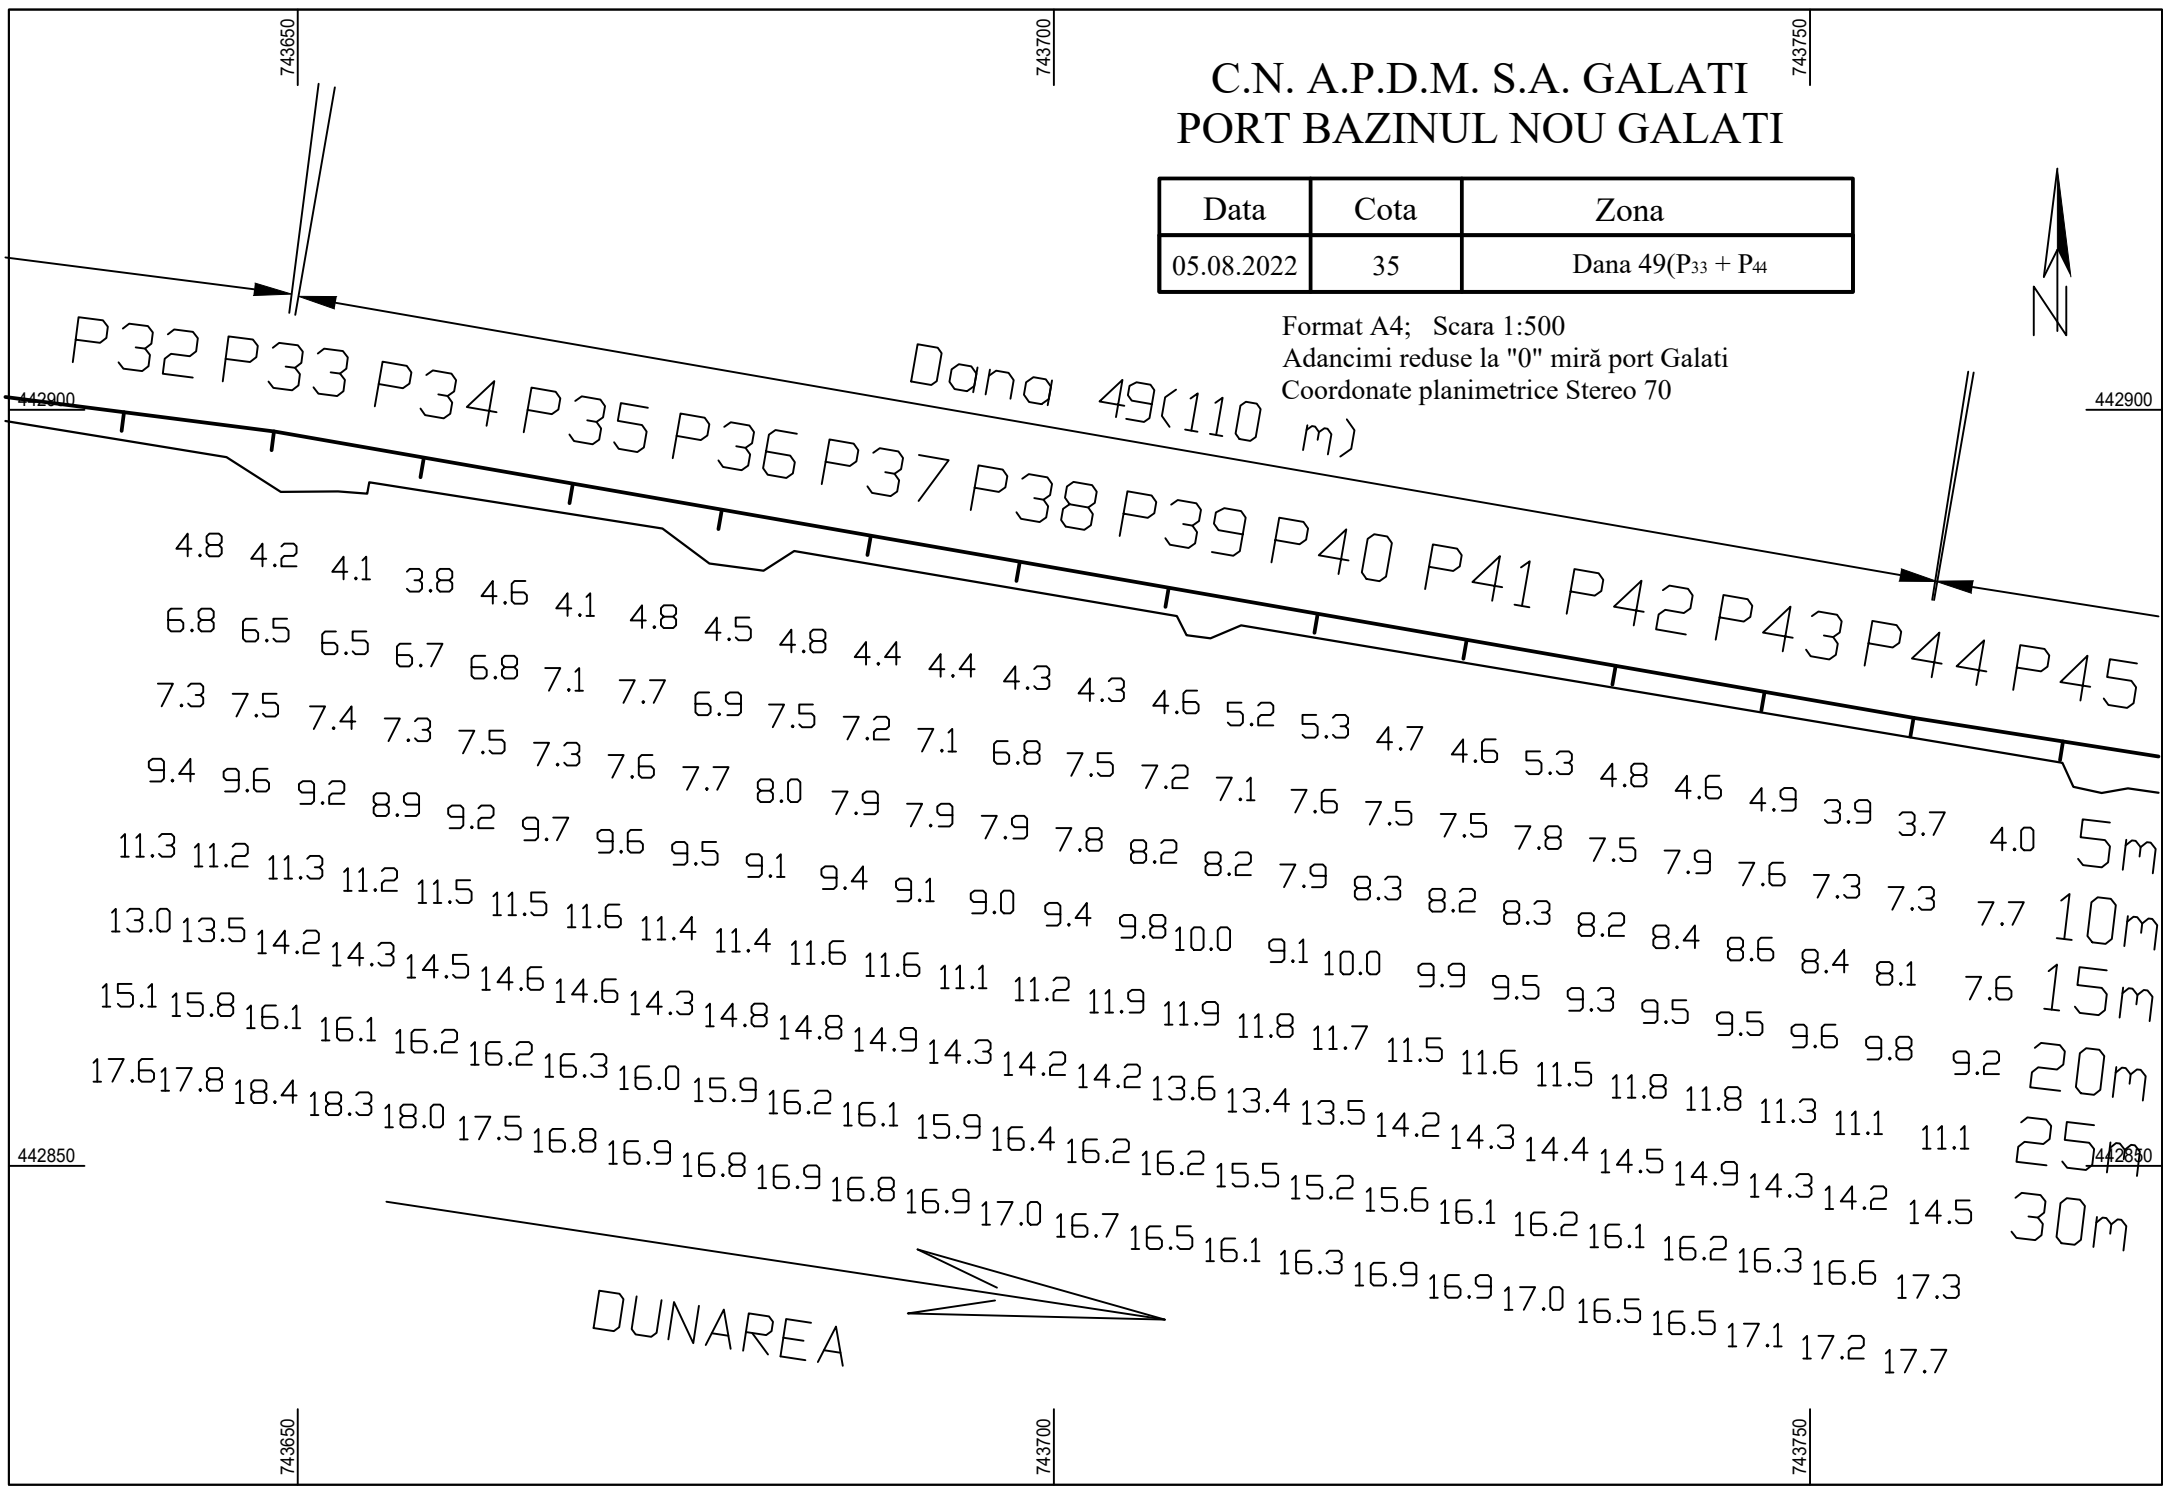 743650
743700
743750
C.N. A.P.D.M. S.A. GALATI
PORT BAZINUL NOU GALATI
Data Cota Zona
05.08.2022 35 Dana 49(P33 + P44
Format A4; Scara 1:500
Adancimi reduse la "0" miră port Galati
Coordonate planimetrice Stereo 70
N
Dana 49(110 m)
442900
442900
P32 P33 P34 P35 P36 P37 P38 P39 P40 P41 P42 P43 P44 P45
4.8 4.2 4.1 3.8 4.6 4.1 4.8 4.5 4.8 4.4 4.4 4.3 4.3 4.6 5.2 5.3 4.7 4.6 5.3 4.8 4.6 4.9 3.9 3.7 4.0 5m
6.8 6.5 6.5 6.7 6.8 7.1 7.7 6.9 7.5 7.2 7.1 6.8 7.5 7.2 7.1 7.6 7.5 7.5 7.8 7.5 7.9 7.6 7.3 7.3 7.7 10m
7.3 7.5 7.4 7.3 7.5 7.3 7.6 7.7 8.0 7.9 7.9 7.9 7.8 8.2 8.2 7.9 8.3 8.2 8.3 8.2 8.4 8.6 8.4 8.1 7.6 15m
9.4 9.6 9.2 8.9 9.2 9.7 9.6 9.5 9.1 9.4 9.1 9.0 9.4 9.8 10.0 9.1 10.0 9.9 9.5 9.3 9.5 9.5 9.6 9.8 9.2 20m
11.3 11.2 11.3 11.2 11.5 11.5 11.6 11.4 11.4 11.6 11.6 11.1 11.2 11.9 11.9 11.8 11.7 11.5 11.6 11.5 11.8 11.8 11.3 11.1 11.1 25m
13.0 13.5 14.2 14.3 14.5 14.6 14.6 14.3 14.8 14.8 14.9 14.3 14.2 14.2 13.6 13.4 13.5 14.2 14.3 14.4 14.5 14.9 14.3 14.2 14.5 30m
15.1 15.8 16.1 16.1 16.2 16.2 16.3 16.0 15.9 16.2 16.1 15.9 16.4 16.2 16.2 15.5 15.2 15.6 16.1 16.2 16.1 16.2 16.3 16.6 17.3
17.6 17.8 18.4 18.3 18.0 17.5 16.8 16.9 16.8 16.9 16.8 16.9 17.0 16.7 16.5 16.1 16.3 16.9 16.9 17.0 16.5 16.5 17.1 17.2 17.7
442850
442850
DUNAREA
743650
743700
743750